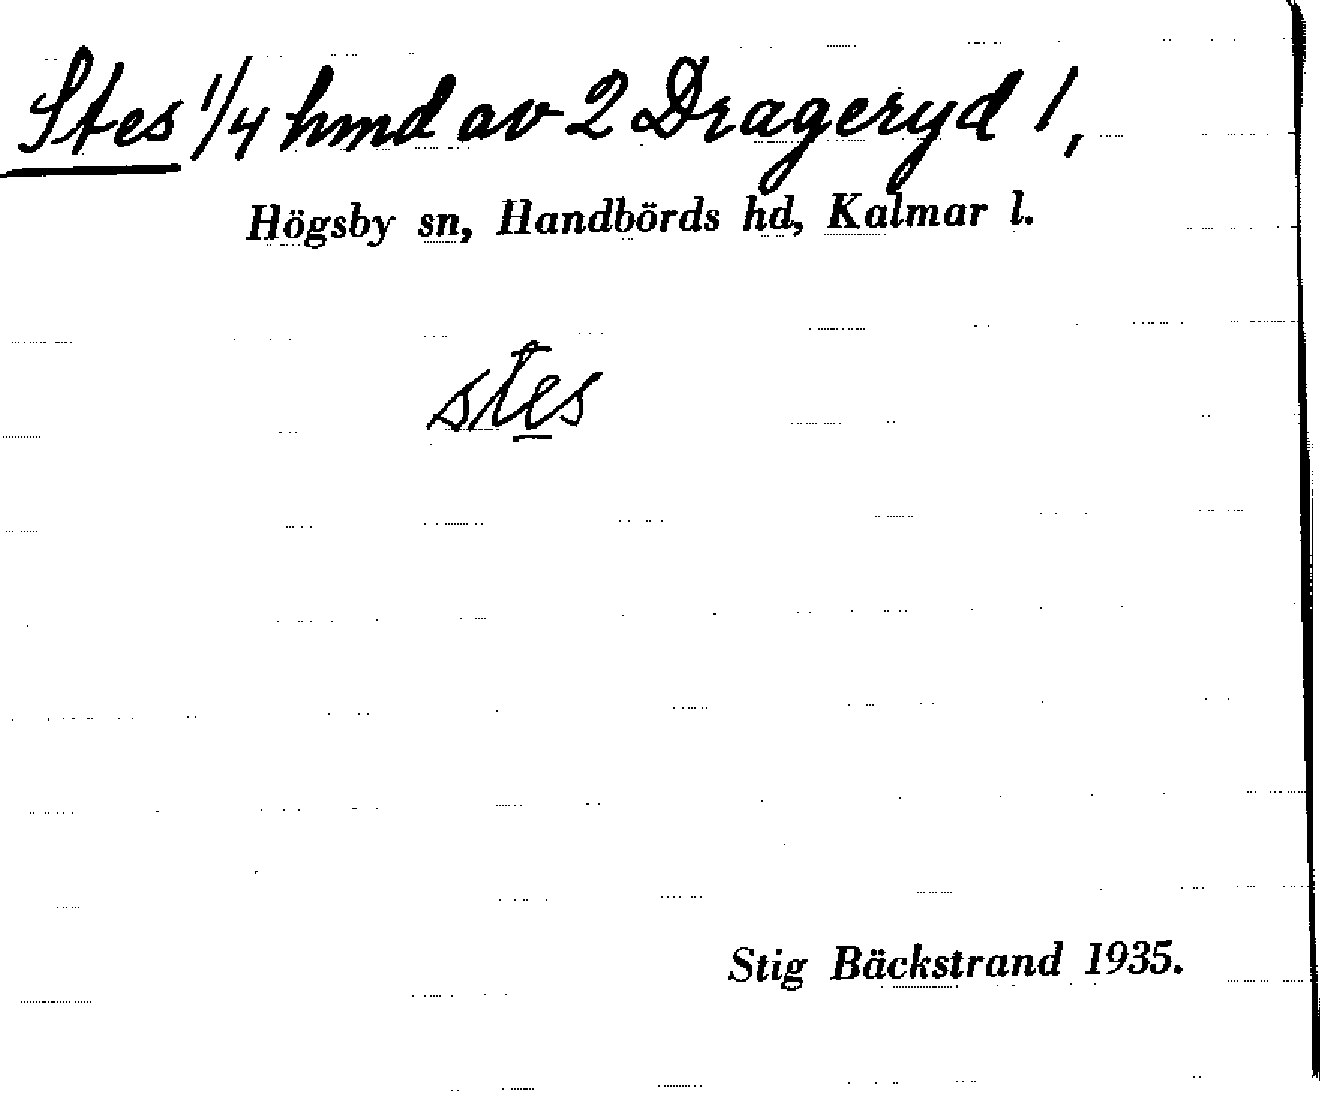 Stes 1/4 hmd av 2 Drageryd 1,
Högsby sn, Handbörds hd, Kalmar l.
stes
Stig Bäckstrand 1935.